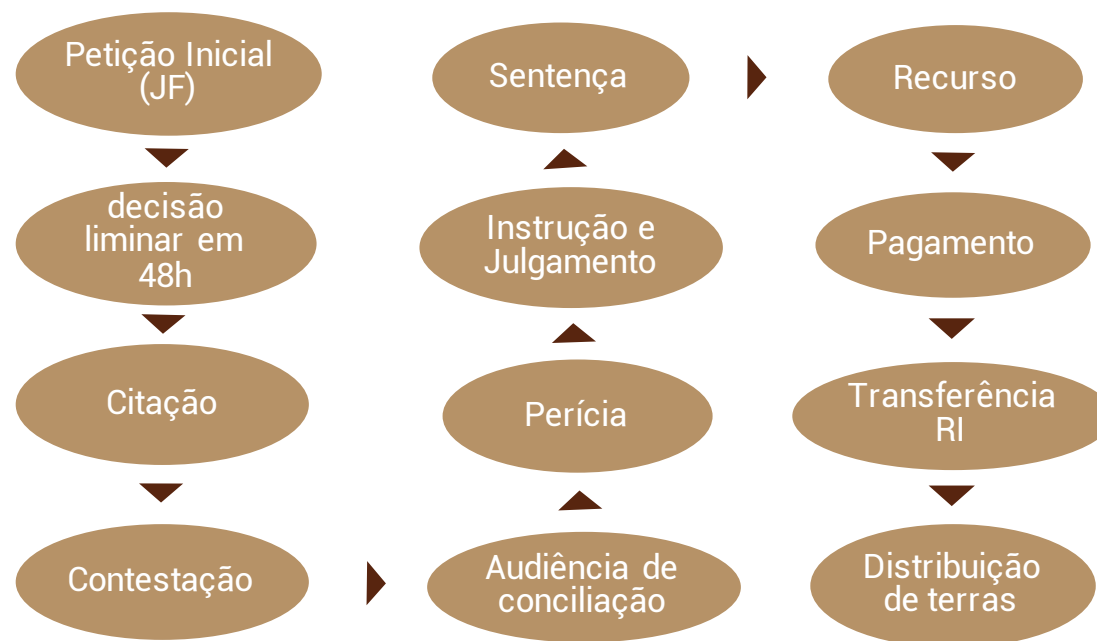 Petição Inicial
(JF)
decisão
liminar em
48h
Citação
Contestação
Audiência de
conciliação
Perícia
Instrução e
Julgamento
Sentença
Recurso
Pagamento
Transferência
RI
Distribuição
de terras